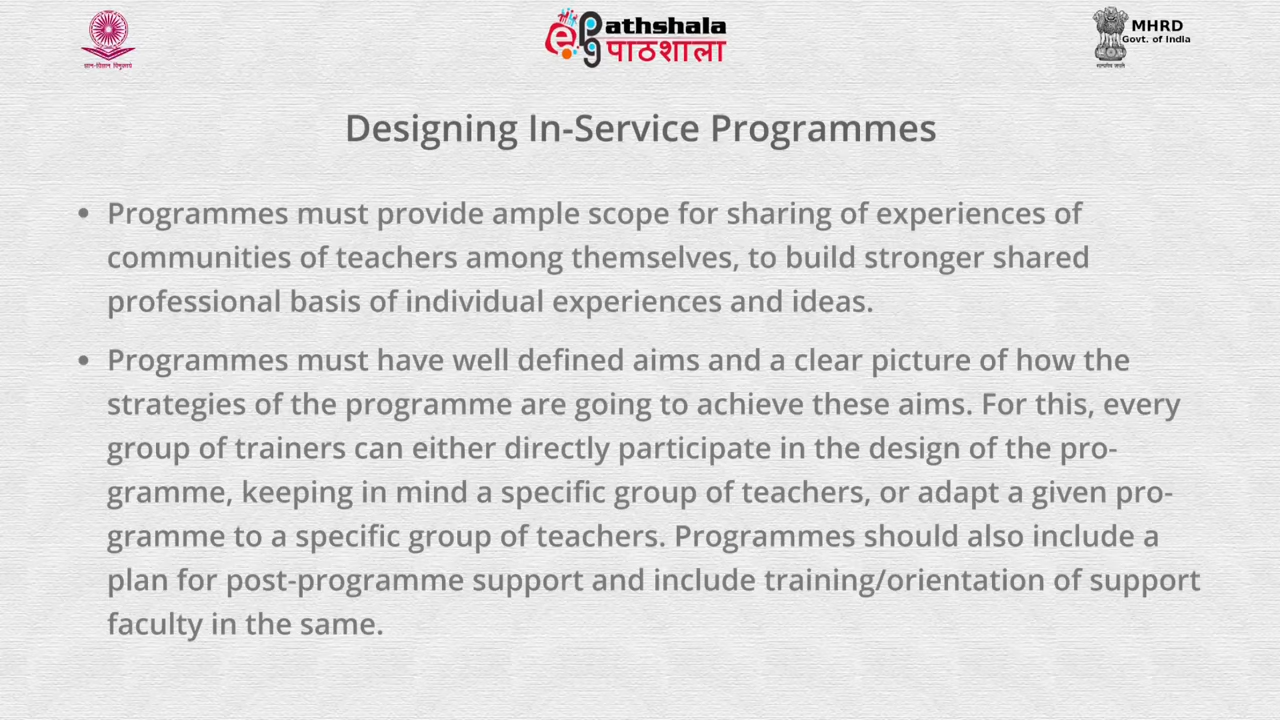 ज्ञान-विज्ञान विमुक्तये
e PG Pathshala
पाठशाला
MHRD
Govt. of India
सत्यमेव जयते
Designing In-Service Programmes
• Programmes must provide ample scope for sharing of experiences of
communities of teachers among themselves, to build stronger shared
professional basis of individual experiences and ideas.
• Programmes must have well defined aims and a clear picture of how the
strategies of the programme are going to achieve these aims. For this, every
group of trainers can either directly participate in the design of the pro-
gramme, keeping in mind a specific group of teachers, or adapt a given pro-
gramme to a specific group of teachers. Programmes should also include a
plan for post-programme support and include training/orientation of support
faculty in the same.